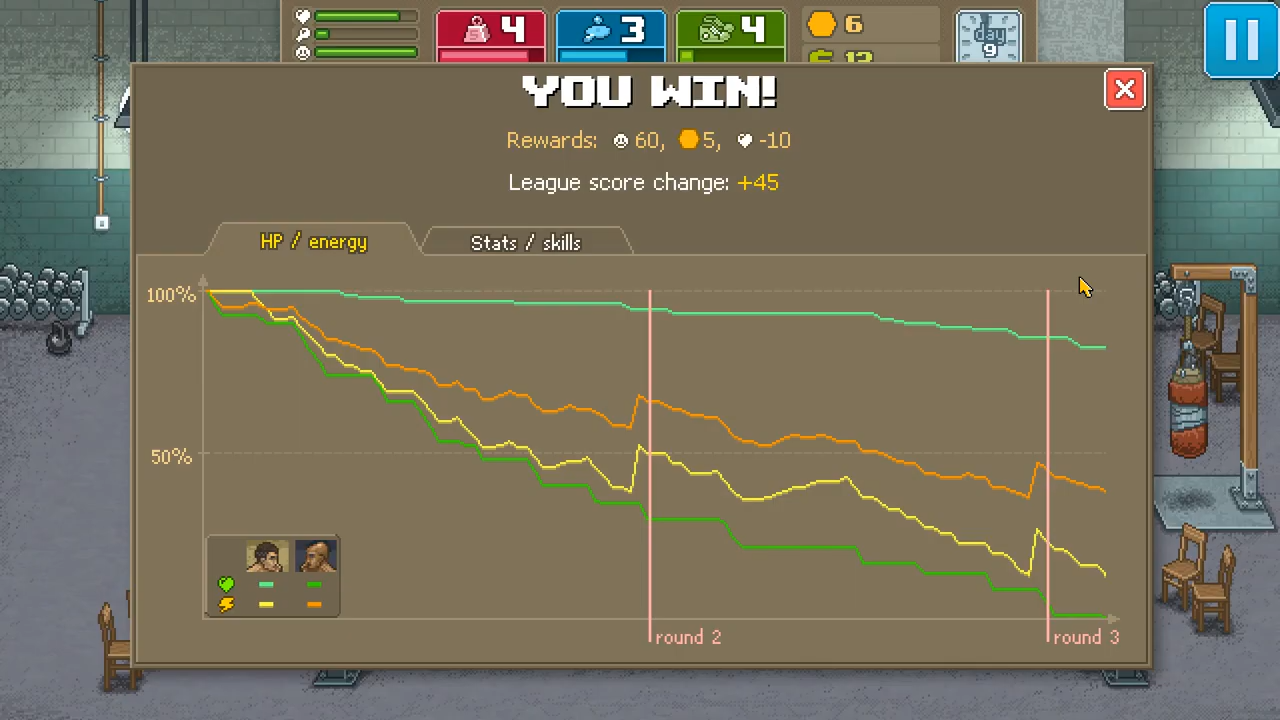 4
3
4
6
day
9
YOU WIN!
Rewards: 60, 5, -10
League score change: +45
HP / energy
Stats / skills
100%
50%
round 2
round 3